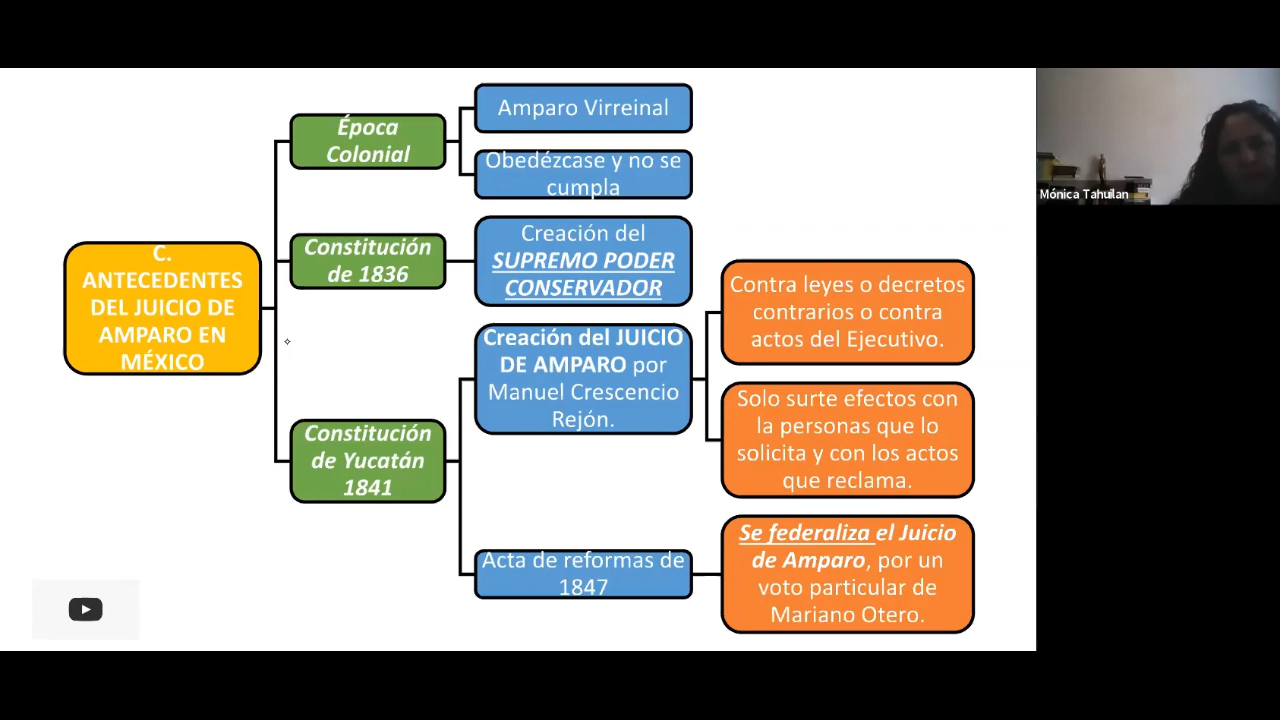 C.
ANTECEDENTES
DEL JUICIO DE
AMPARO EN
MÉXICO
Época
Colonial
Amparo Virreinal
Obedézcase y no se
cumpla
Constitución
de 1836
Creación del
SUPREMO PODER
CONSERVADOR
Constitución
de Yucatán
1841
Creación del JUICIO
DE AMPARO por
Manuel Crescencio
Rejón.
Contra leyes o decretos
contrarios o contra
actos del Ejecutivo.
Solo surte efectos con
la personas que lo
solicita y con los actos
que reclama.
Acta de reformas de
1847
Se federaliza el Juicio
de Amparo, por un
voto particular de
Mariano Otero.
Mónica Tahuilan